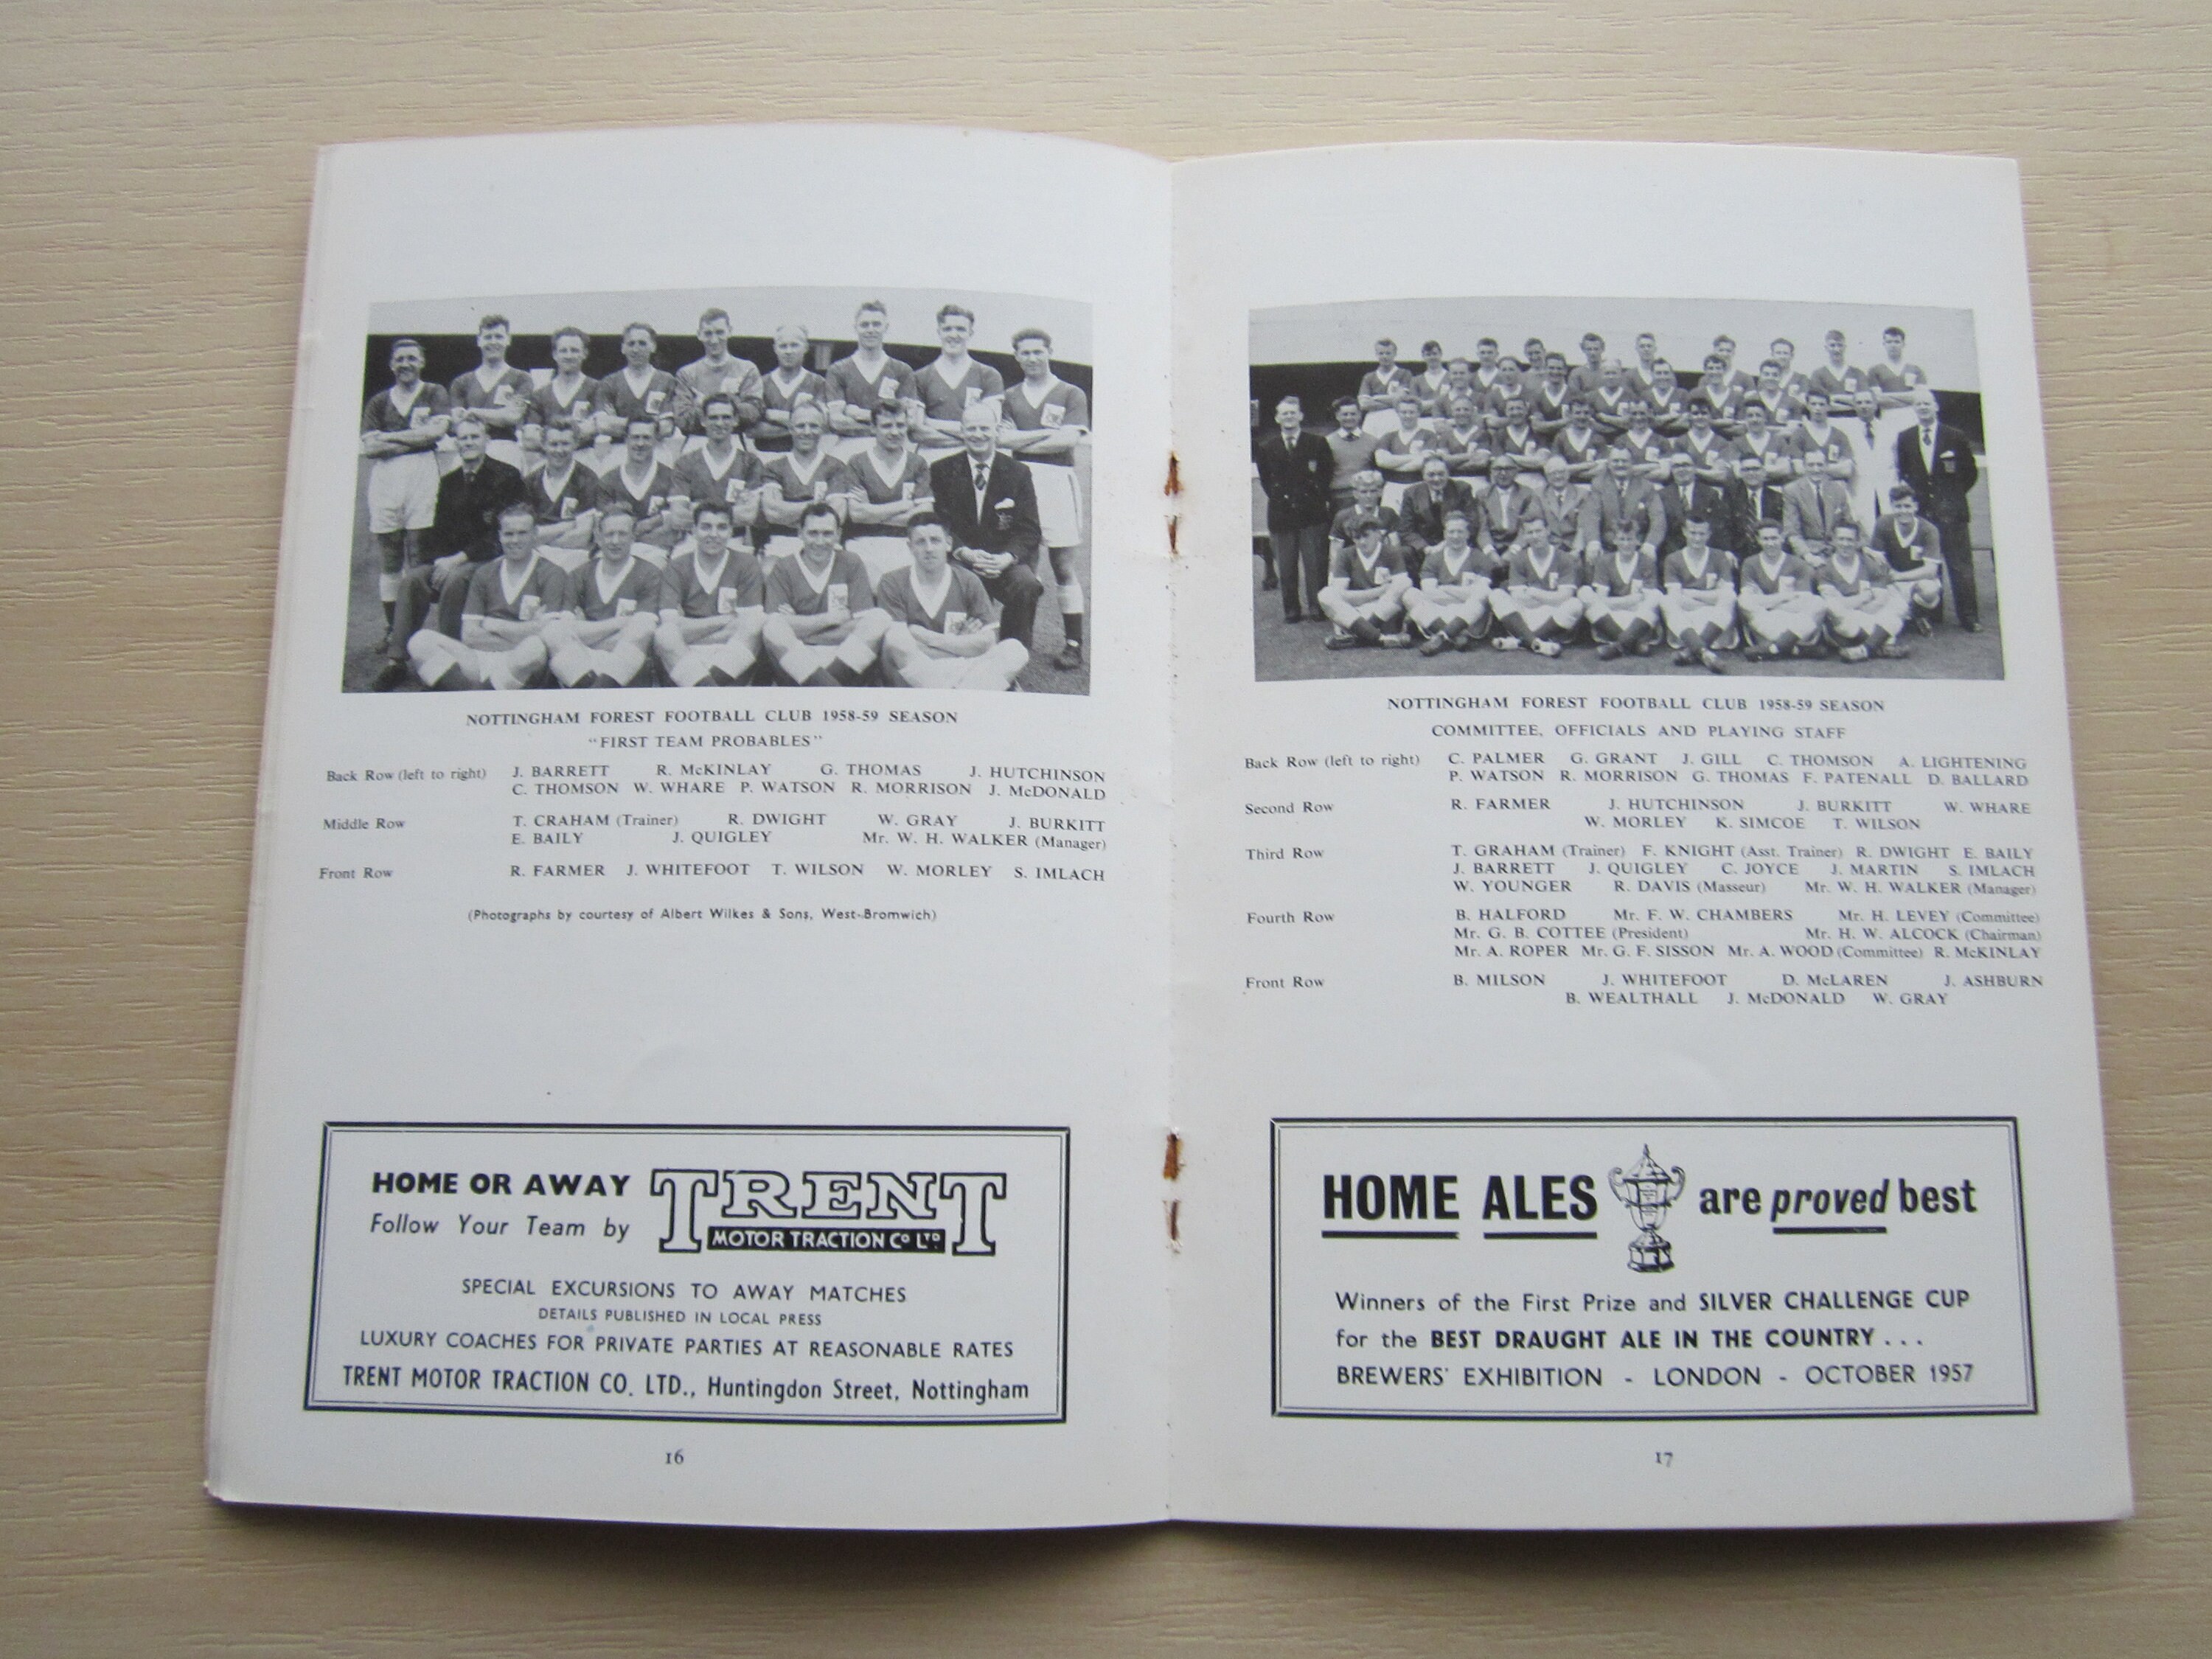 NOTTINGHAM FOREST FOOTBALL CLUB 1958-59 SEASON
"FIRST TEAM PROBABLES"
Back Row (left to right) J. BARRETT R. McKINLAY G. THOMAS J. HUTCHINSON
C. THOMSON W. WHARE P. WATSON R. MORRISON J. McDONALD
Middle Row T. CRAHAM (Trainer) R. DWIGHT W. GRAY J. BURKITT
E. BAILY J. QUIGLEY Mr. W. H. WALKER (Manager)
Front Row R. FARMER J. WHITEFOOT T. WILSON W. MORLEY S. IMLACH
(Photographs by courtesy of Albert Wilkes & Sons, West-Bromwich)
HOME OR AWAY
Follow Your Team by
TRENT
MOTOR TRACTION CO LTD.
SPECIAL EXCURSIONS TO AWAY MATCHES
DETAILS PUBLISHED IN LOCAL PRESS
LUXURY COACHES FOR PRIVATE PARTIES AT REASONABLE RATES
TRENT MOTOR TRACTION CO. LTD., Huntingdon Street, Nottingham
16
NOTTINGHAM FOREST FOOTBALL CLUB 1958-59 SEASON
COMMITTEE, OFFICIALS AND PLAYING STAFF
Back Row (left to right) C. PALMER G. GRANT J. GILL C. THOMSON A. LIGHTENING
P. WATSON R. MORRISON G. THOMAS F. PATENALL D. BALLARD
Second Row R. FARMER J. HUTCHINSON J. BURKITT W. WHARE
W. MORLEY K. SIMCOE T. WILSON
Third Row T. GRAHAM (Trainer) F. KNIGHT (Asst. Trainer) R. DWIGHT E. BAILY
J. BARRETT J. QUIGLEY C. JOYCE J. MARTIN S. IMLACH
W. YOUNGER R. DAVIS (Masseur) Mr. W. H. WALKER (Manager)
Fourth Row B. HALFORD Mr. F. W. CHAMBERS Mr. H. LEVEY (Committee)
Mr. G. B. COTTEE (President) Mr. H. W. ALCOCK (Chairman)
Mr. A. ROPER Mr. G. F. SISSON Mr. A. WOOD (Committee) R. McKINLAY
Front Row B. MILSON J. WHITEFOOT D. McLAREN J. ASHBURN
B. WEALTHALL J. McDONALD W. GRAY
HOME ALES are proved best
Winners of the First Prize and SILVER CHALLENGE CUP
for the BEST DRAUGHT ALE IN THE COUNTRY . . .
BREWERS' EXHIBITION - LONDON - OCTOBER 1957
17